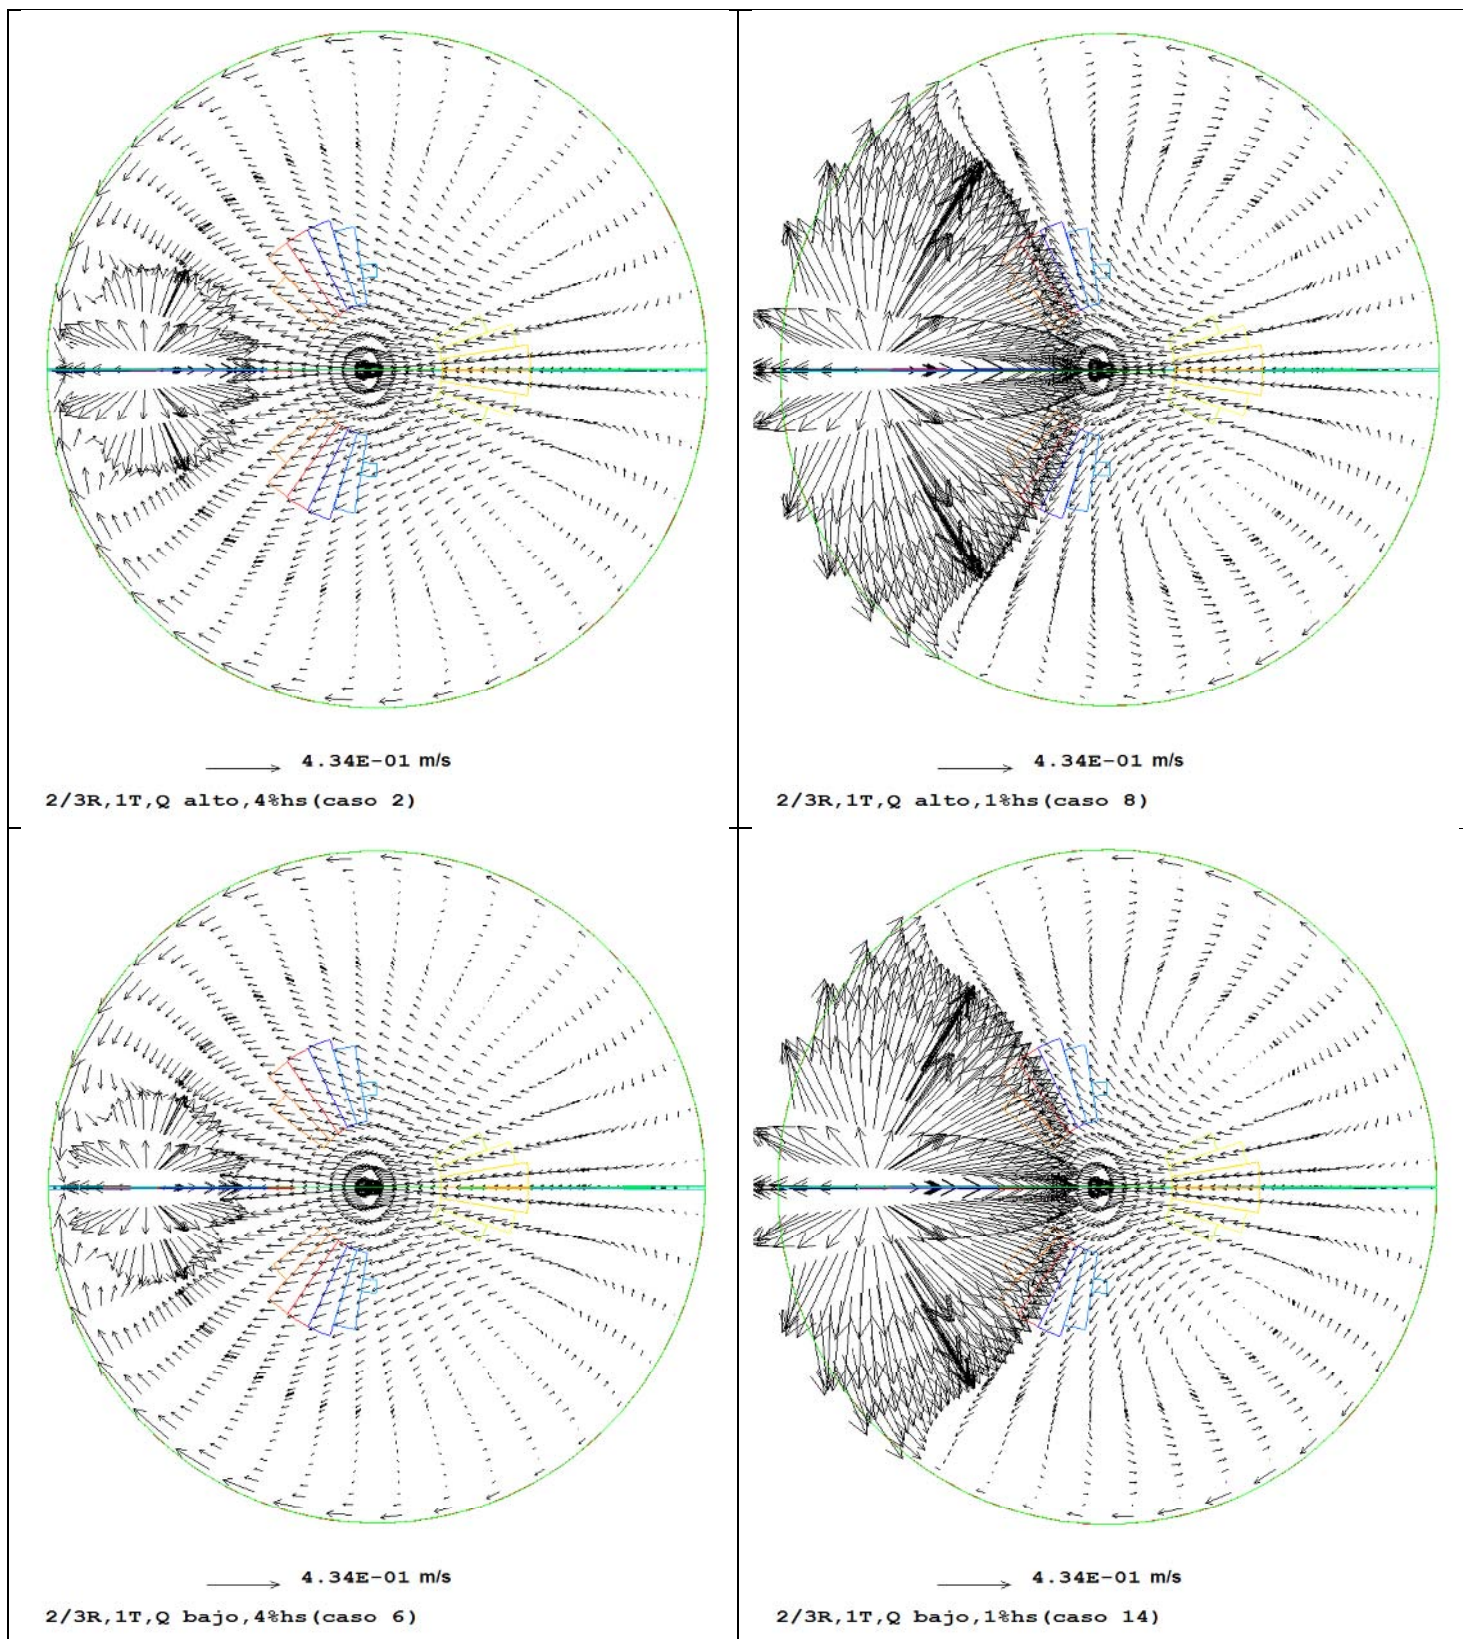 4.34E-01 m/s
2/3R,1T,Q alto,4%hs(caso 2)
4.34E-01 m/s
2/3R,1T,Q alto,1%hs(caso 8)
4.34E-01 m/s
2/3R,1T,Q bajo,4%hs(caso 6)
4.34E-01 m/s
2/3R,1T,Q bajo,1%hs(caso 14)